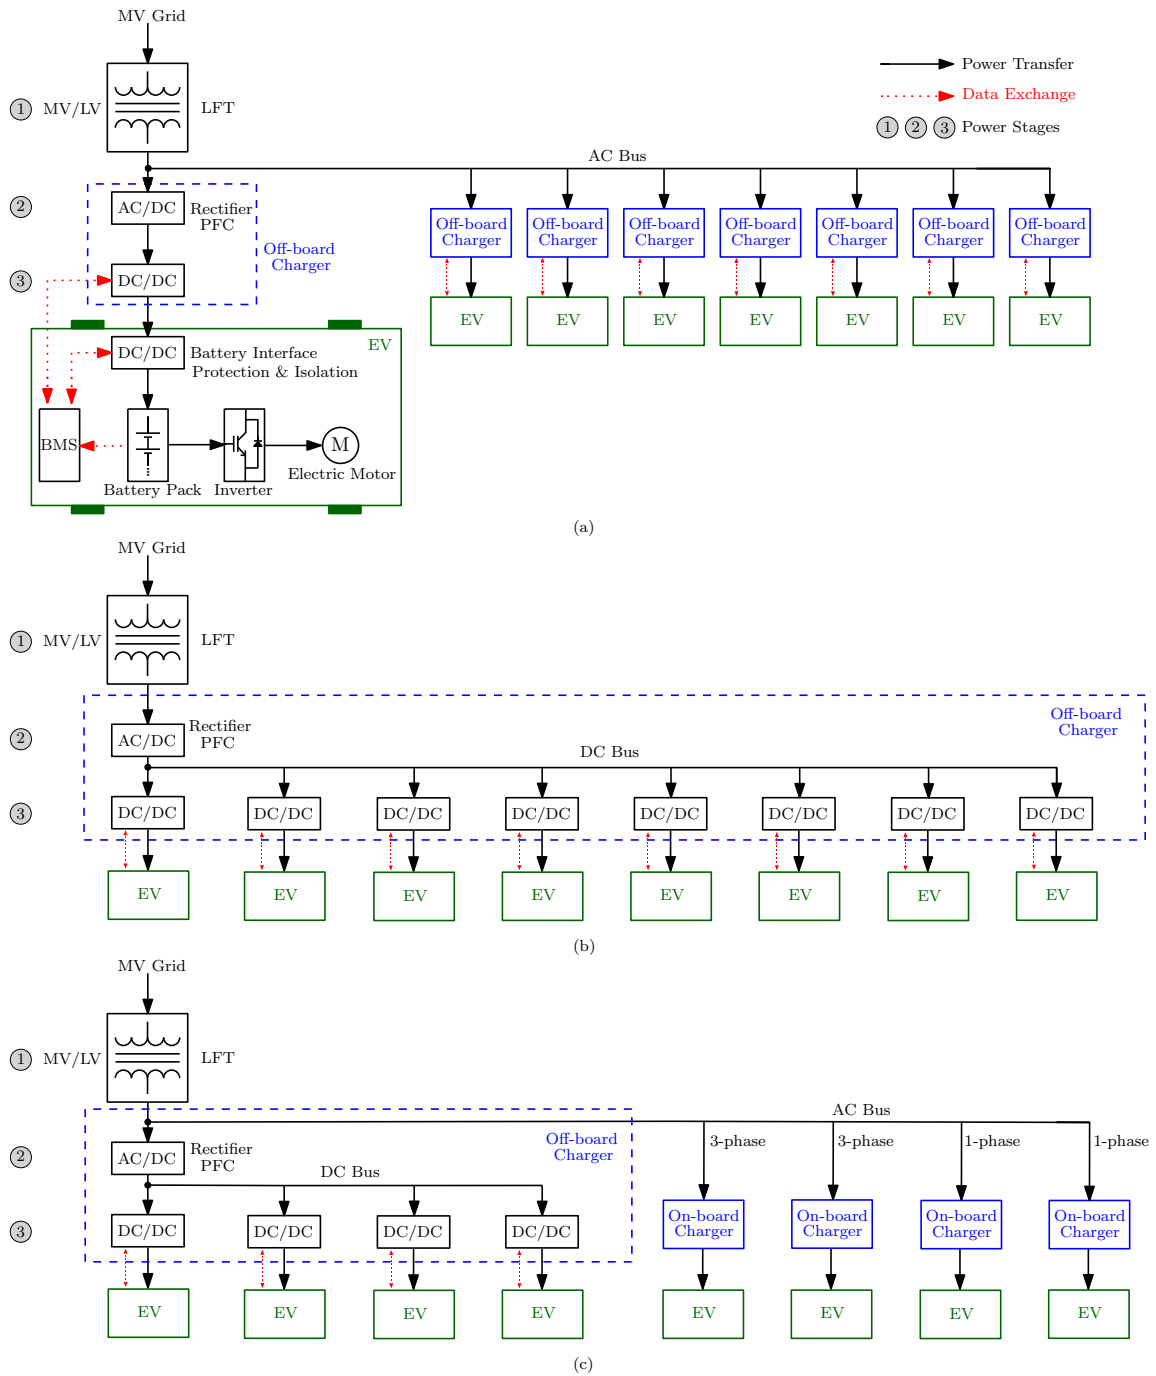 MV Grid
1
MV/LV
LFT
Power Transfer
Data Exchange
1 2 3 Power Stages
AC Bus
2
AC/DC
Rectifier
PFC
Off-board
Charger
3
DC/DC
Off-board
Charger
Off-board
Charger
Off-board
Charger
Off-board
Charger
Off-board
Charger
Off-board
Charger
Off-board
Charger
EV
EV
EV
EV
EV
EV
EV
EV
DC/DC
Battery Interface
Protection & Isolation
BMS
M
Electric Motor
Battery Pack
Inverter
(a)
MV Grid
1
MV/LV
LFT
Off-board
Charger
2
AC/DC
Rectifier
PFC
DC Bus
3
DC/DC
DC/DC
DC/DC
DC/DC
DC/DC
DC/DC
DC/DC
DC/DC
EV
EV
EV
EV
EV
EV
EV
EV
(b)
MV Grid
1
MV/LV
LFT
AC Bus
2
AC/DC
Rectifier
PFC
Off-board
Charger
3-phase
3-phase
1-phase
1-phase
DC Bus
3
DC/DC
DC/DC
DC/DC
DC/DC
On-board
Charger
On-board
Charger
On-board
Charger
On-board
Charger
EV
EV
EV
EV
EV
EV
EV
EV
(c)